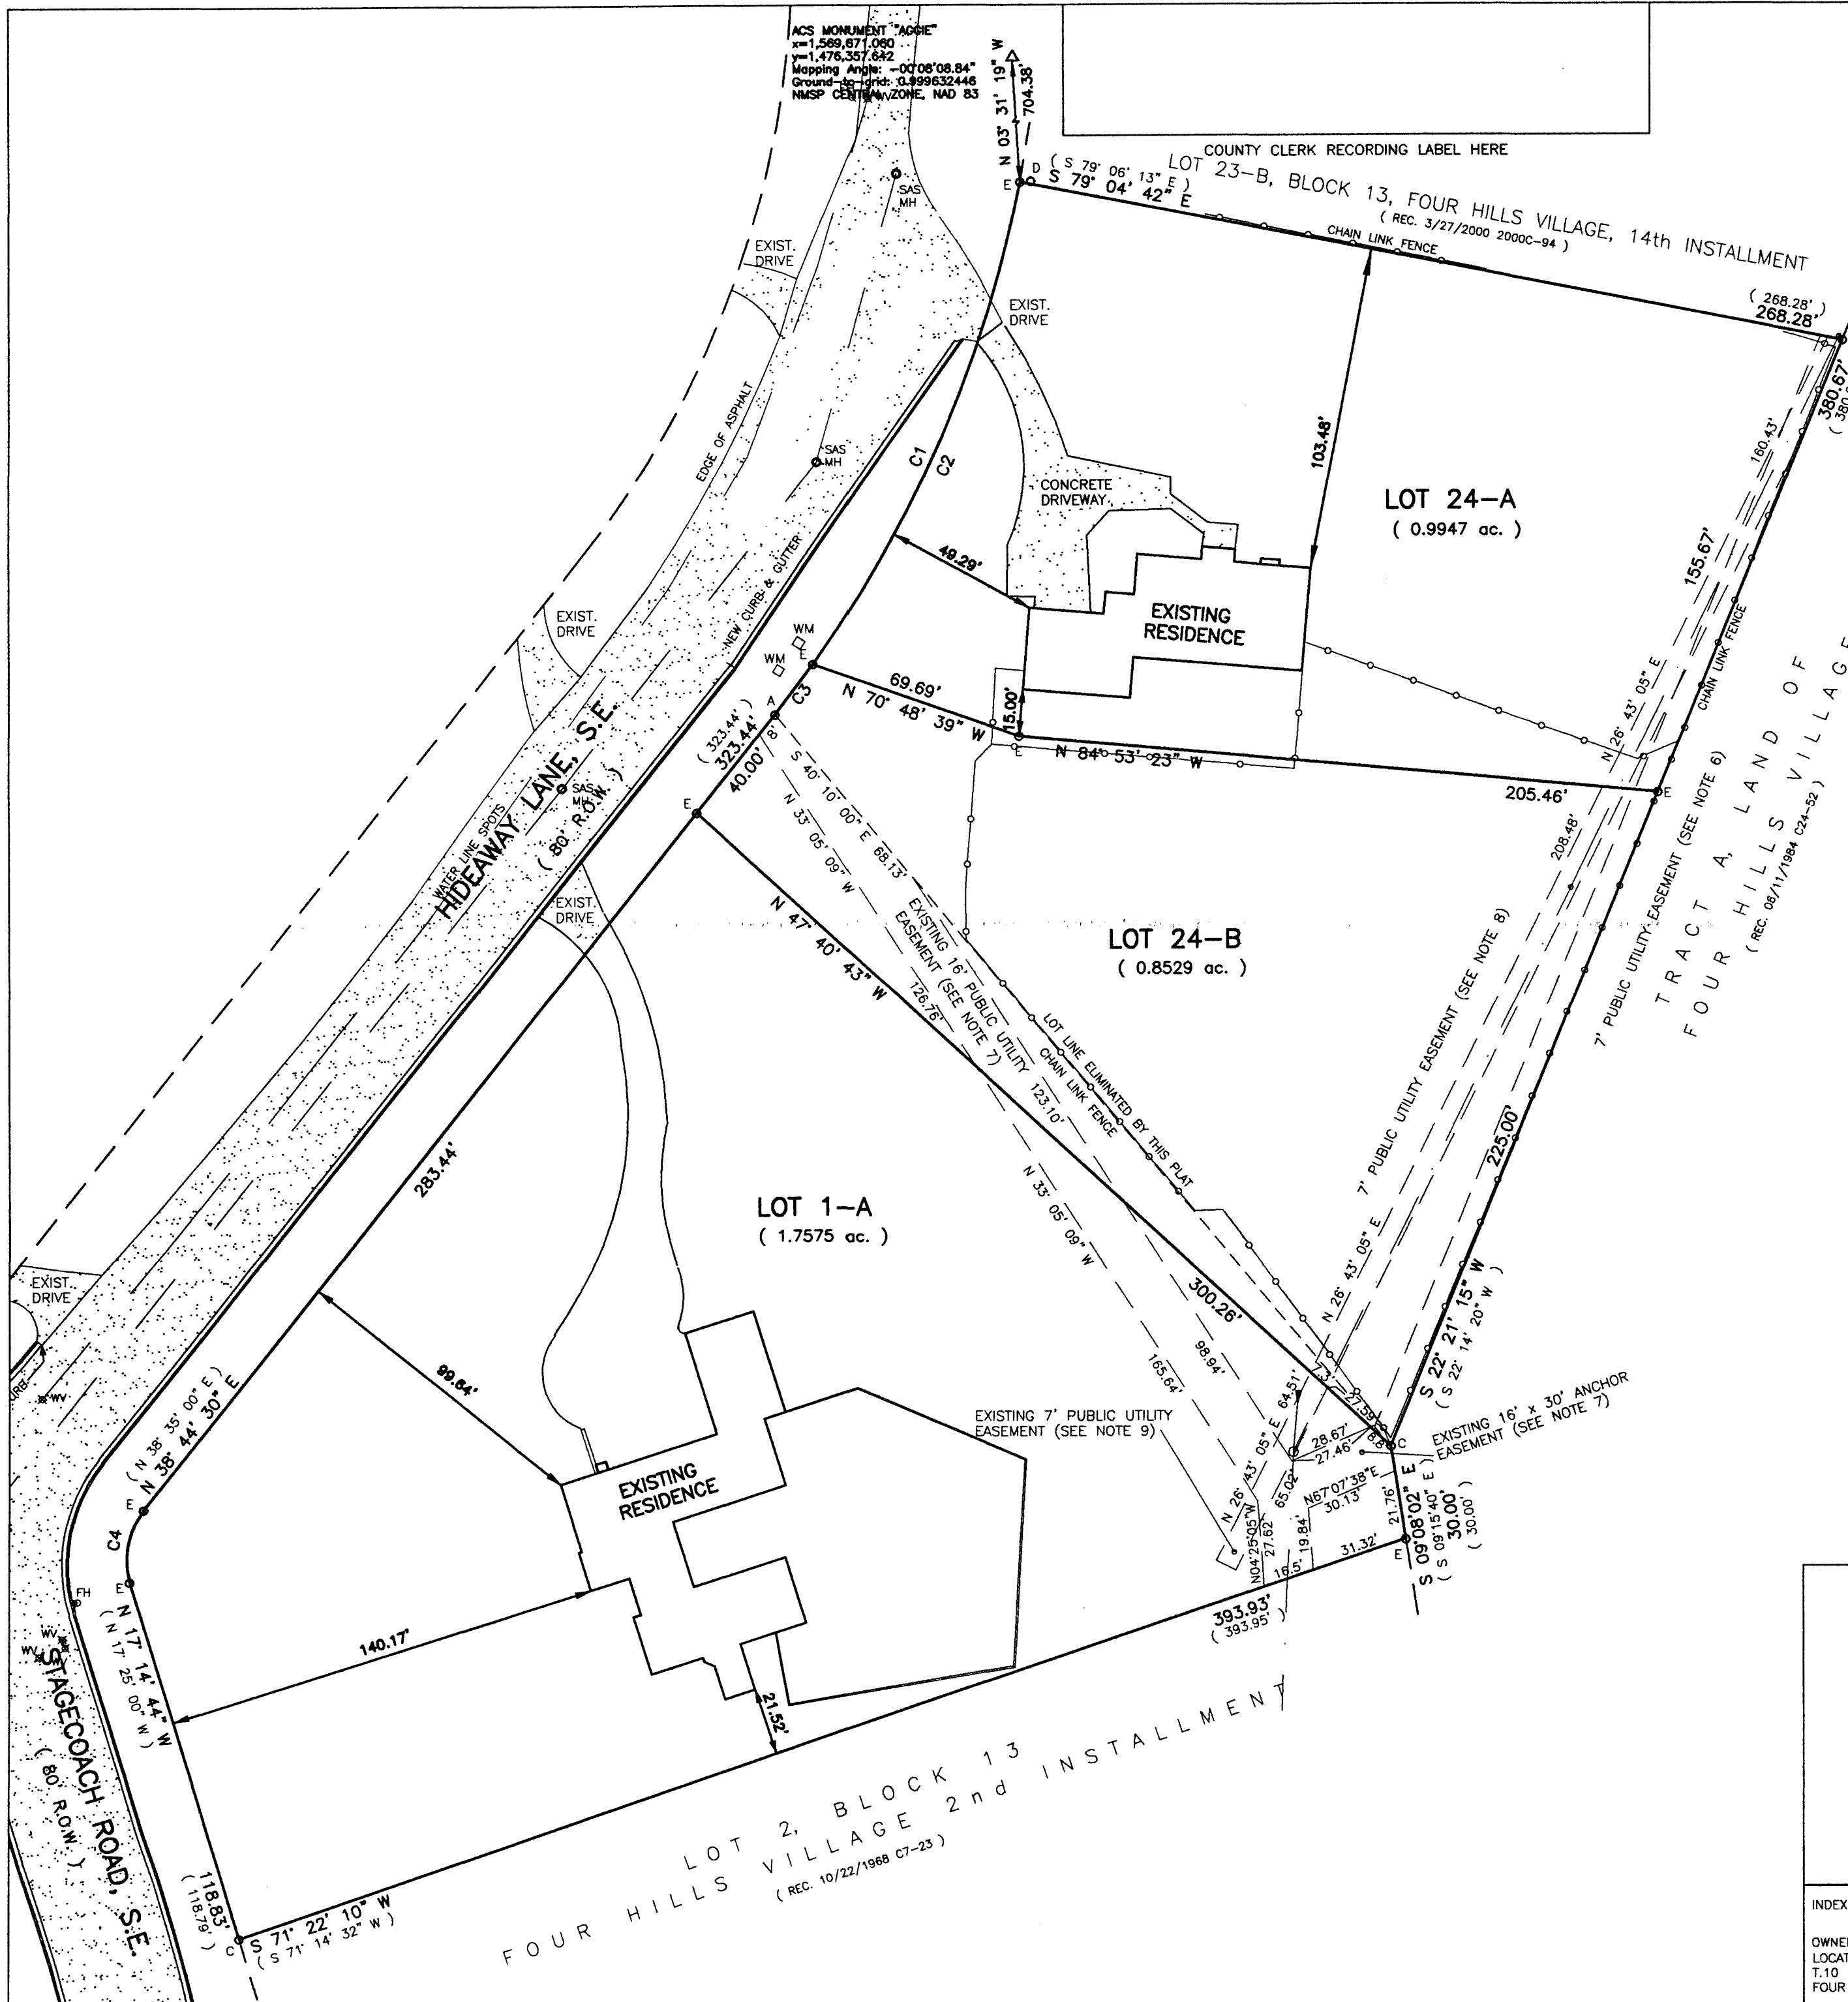 ACS MONUMENT "AGGIE"
x=1,569,671.060
y=1,476,357.642
Mapping Angle: -00°08'08.84"
Ground-to-grid: 0.999632446
NMSP CENTRAL ZONE, NAD 83
N 03° 31' 19" W
704.38'
COUNTY CLERK RECORDING LABEL HERE
E
D
( S 79° 06' 13" E )
S 79° 04' 42" E
LOT 23-B, BLOCK 13, FOUR HILLS VILLAGE, 14th INSTALLMENT
( REC. 3/27/2000 2000C-94 )
CHAIN LINK FENCE
( 268.28' )
268.28'
380.67'
SAS
MH
EXIST.
DRIVE
EXIST.
DRIVE
EDGE OF ASPHALT
SAS
MH
C1
C2
CONCRETE
DRIVEWAY
103.48'
LOT 24-A
( 0.9947 ac. )
160.43'
155.67'
CHAIN LINK FENCE
N 26° 43' 05" E
49.29'
EXISTING
RESIDENCE
NEW CURB & GUTTER
EXIST.
DRIVE
WM
WM
E
A
C3
69.69'
N 70° 48' 39" W
15.00'
E
N 84° 53' 23" W
205.46'
E
( 323.44' )
323.44'
40.00'
8'
E
S 40° 10' 00" E 68.13'
N 33° 05' 09" W
HIDEAWAY LANE, S.E.
( 80' R.O.W. )
WATER LINE SPOTS
SAS
MH
EXIST.
DRIVE
N 47° 40' 43" W
EXISTING 16' PUBLIC UTILITY
EASEMENT (SEE NOTE 7)
126.76'
123.10'
LOT LINE ELIMINATED BY THIS PLAT
CHAIN LINK FENCE
LOT 24-B
( 0.8529 ac. )
208.48'
7' PUBLIC UTILITY EASEMENT (SEE NOTE 8)
7' PUBLIC UTILITY EASEMENT (SEE NOTE 6)
TRACT A, LAND OF
FOUR HILLS VILLAGE
( REC. 06/11/1984 C24-52 )
225.00'
S 22° 21' 15" W
( S 22° 14' 20" W )
283.44'
LOT 1-A
( 1.7575 ac. )
N 33° 05' 09" W
300.26'
N 26° 43' 05" E
98.94'
165.64'
EXIST.
DRIVE
WV
99.64'
( N 38° 35' 00" E )
N 38° 44' 30" E
E
C4
E
FH
EXISTING 7' PUBLIC UTILITY
EASEMENT (SEE NOTE 9)
N 26° 43' 05" E 64.51'
7.3'
27.59'
8.8'
28.67'
27.46'
C
EXISTING 16' x 30' ANCHOR
EASEMENT (SEE NOTE 7)
65.02'
N67°07'38"E
30.13'
21.76'
S 09°08'02" E
( S 09°15'40" E )
30.00'
( 30.00' )
N04°25'05"W
27.62'
19.84'
16.5'
31.32'
E
393.93'
( 393.95' )
EXISTING
RESIDENCE
140.17'
21.52'
N 17° 14' 44" W
( N 17° 25' 00" W )
WV
WV
WV
STAGECOACH ROAD, S.E.
( 80' R.O.W. )
118.83'
( 118.79' )
C
S 71° 22' 10" W
( S 71° 14' 32" W )
LOT 2, BLOCK 13
FOUR HILLS VILLAGE 2nd INSTALLMENT
( REC. 10/22/1968 C7-23 )
INDEX
OWNE
LOCAT
T.10
FOUR